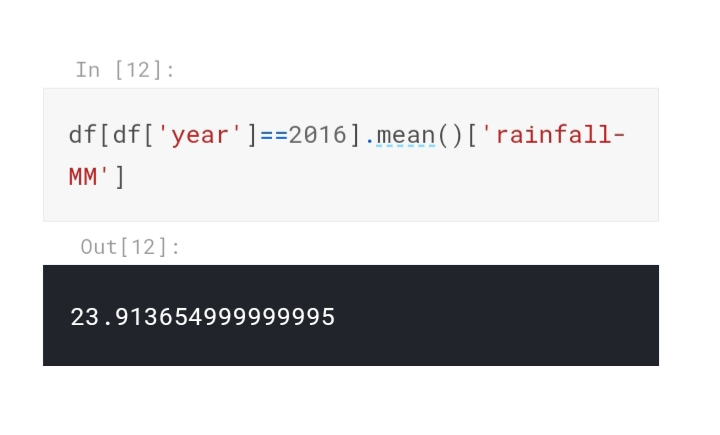 In [12]:
df[df['year']==2016].mean()['rainfall-
MM']
Out[12]:
23.913654999999995